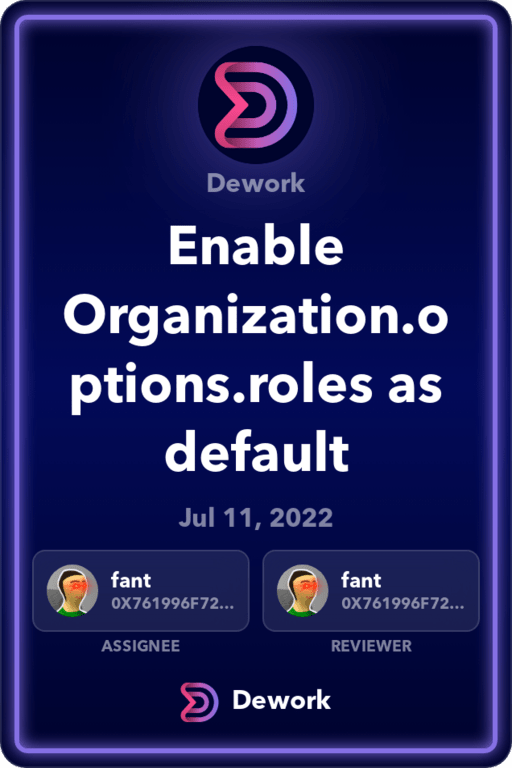 Dework
Enable
Organization.o
ptions.roles as
default
Jul 11, 2022
fant
0X761996F72...
fant
0X761996F72...
ASSIGNEE
REVIEWER
Dework